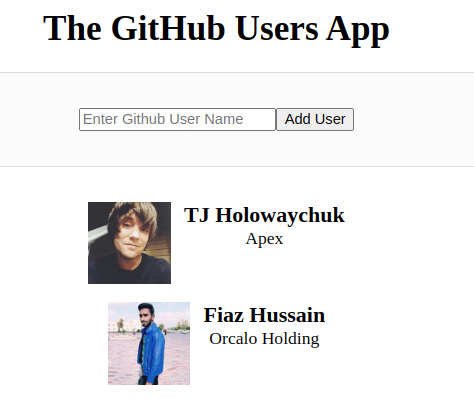 The GitHub Users App
Enter Github User Name Add User
TJ Holowaychuk
Apex
Fiaz Hussain
Orcalo Holding